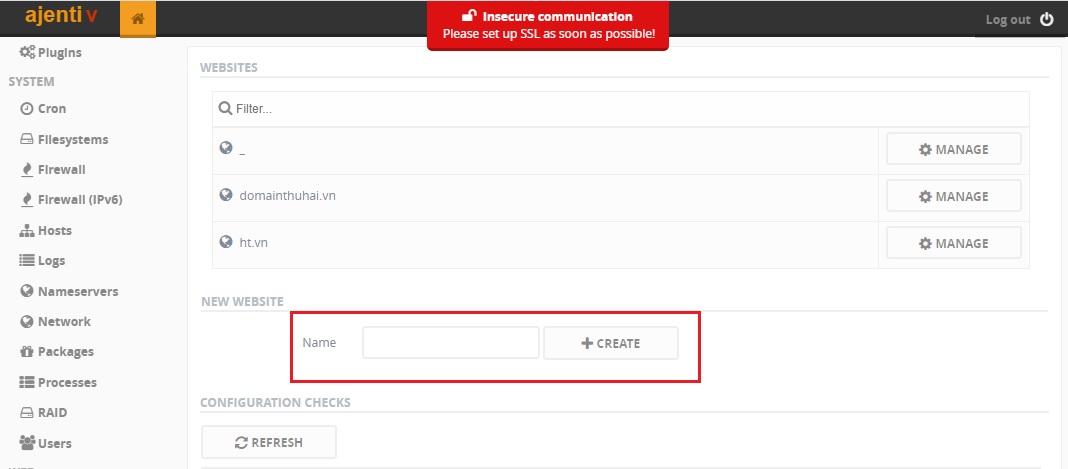 ajenti v
Insecure communication
Please set up SSL as soon as possible!
Log out
Plugins
SYSTEM
Cron
Filesystems
Firewall
Firewall (IPv6)
Hosts
Logs
Nameservers
Network
Packages
Processes
RAID
Users
WEBSITES
Filter...
_
MANAGE
domainthuhai.vn
MANAGE
ht.vn
MANAGE
NEW WEBSITE
Name
CREATE
CONFIGURATION CHECKS
REFRESH